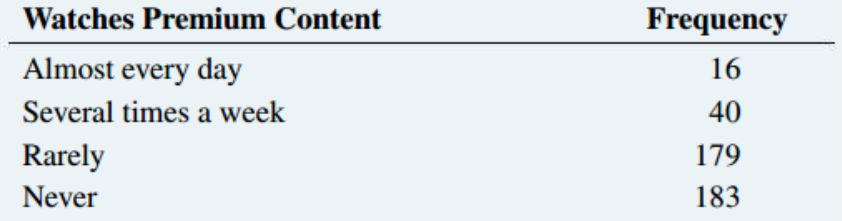 Watches Premium Content Frequency
Almost every day 16
Several times a week 40
Rarely 179
Never 183